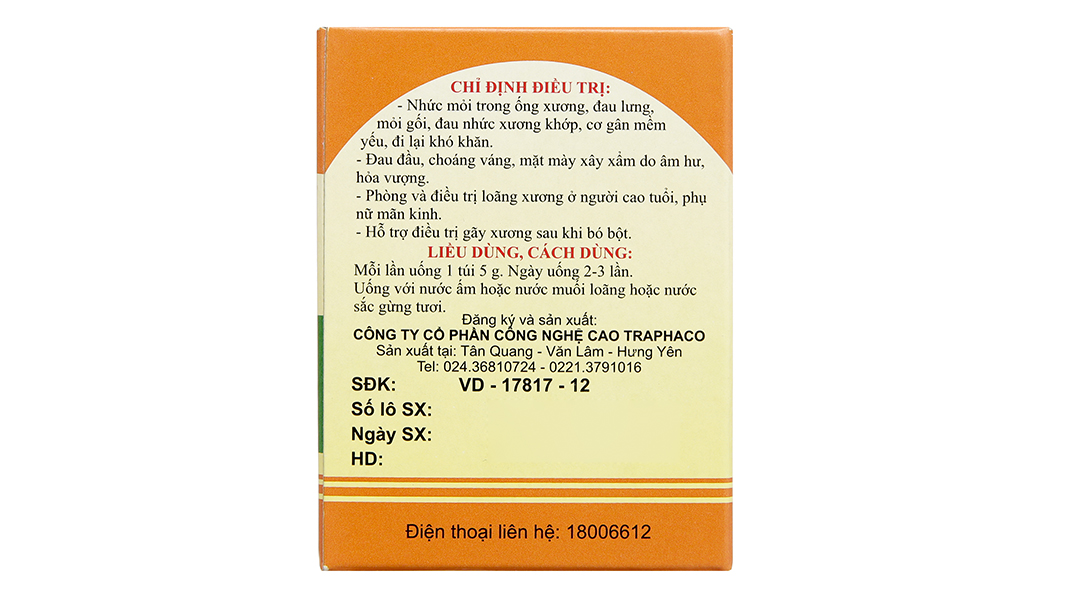 CHỈ ĐỊNH ĐIỀU TRỊ:
- Nhức mỏi trong ống xương, đau lưng,
mỏi gối, đau nhức xương khớp, cơ gân mềm
yếu, đi lại khó khăn.
- Đau đầu, choáng váng, mặt mày xây xẩm do âm hư,
hỏa vượng.
- Phòng và điều trị loãng xương ở người cao tuổi, phụ
nữ mãn kinh.
- Hỗ trợ điều trị gãy xương sau khi bó bột.
LIỀU DÙNG, CÁCH DÙNG:
Mỗi lần uống 1 túi 5 g. Ngày uống 2-3 lần.
Uống với nước ấm hoặc nước muối loãng hoặc nước
sắc gừng tươi.
Đăng ký và sản xuất:
CÔNG TY CỔ PHẦN CÔNG NGHỆ CAO TRAPHACO
Sản xuất tại: Tân Quang - Văn Lâm - Hưng Yên
Tel: 024.36810724 - 0221.3791016
SĐK: VD - 17817 - 12
Số lô SX:
Ngày SX:
HD:
Điện thoại liên hệ: 18006612